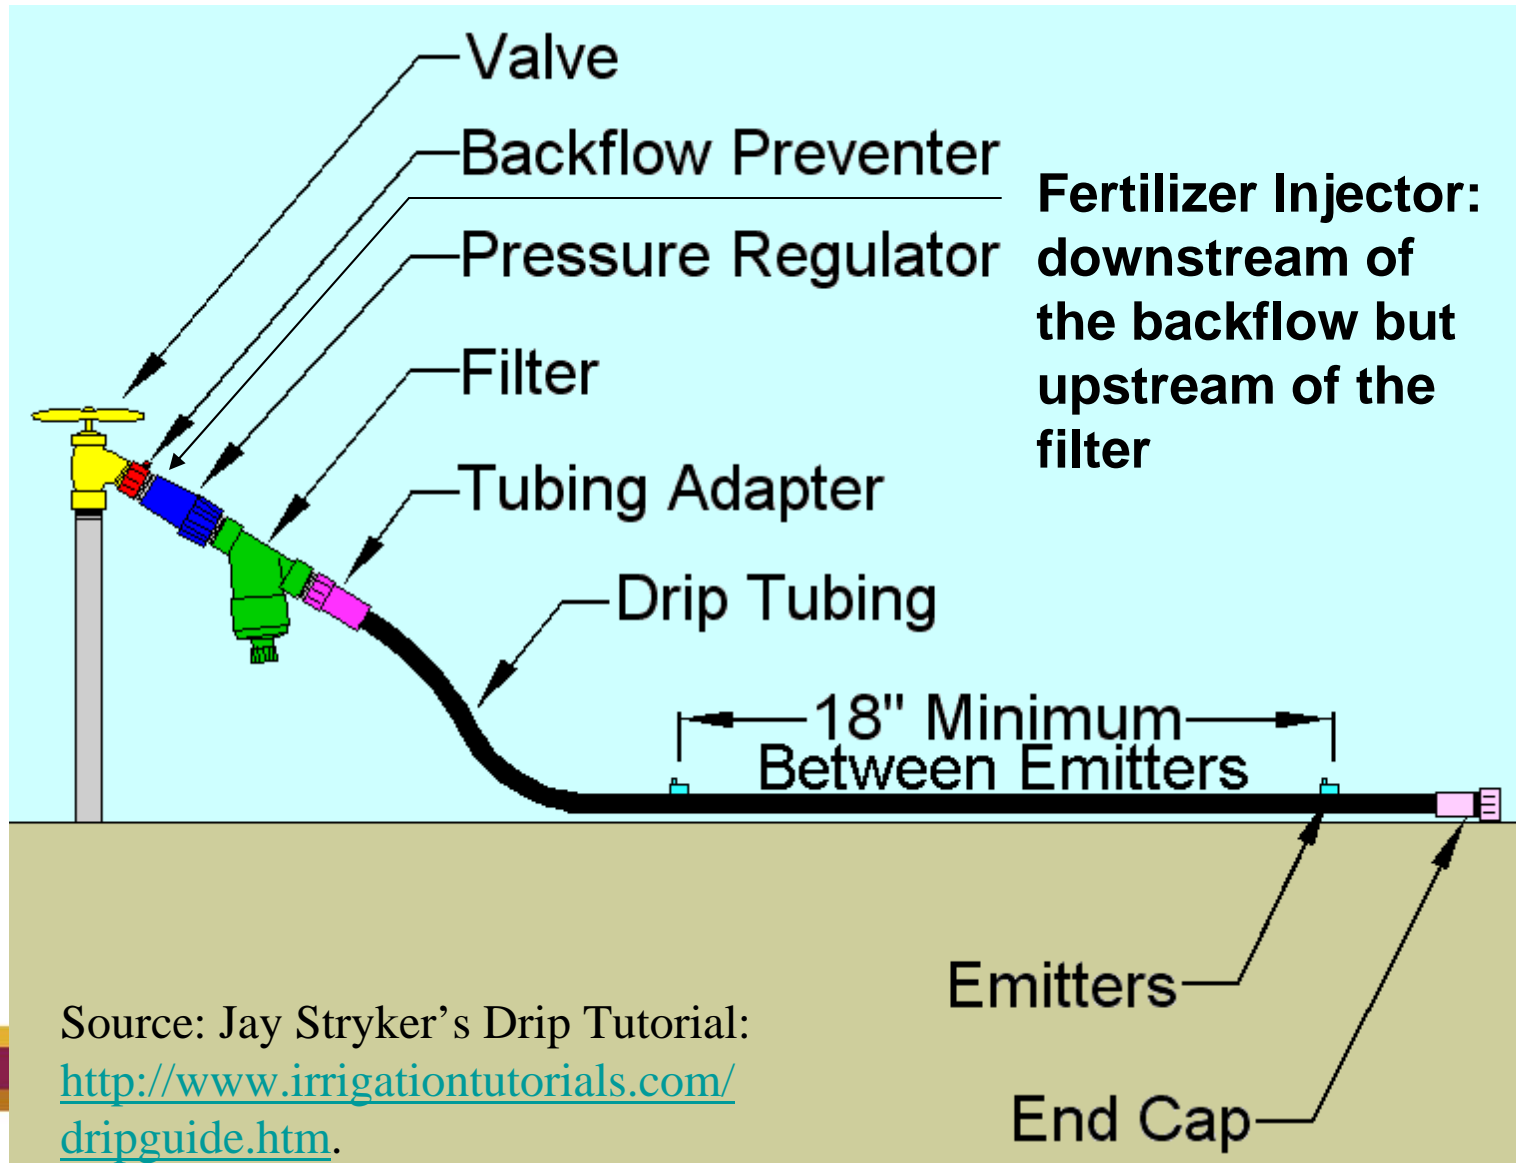 Valve
Backflow Preventer
Pressure Regulator
Filter
Tubing Adapter
Drip Tubing
Fertilizer Injector:
downstream of
the backflow but
upstream of the
filter
18" Minimum
Between Emitters
Emitters
End Cap
Source: Jay Stryker’s Drip Tutorial:
http://www.irrigationtutorials.com/
dripguide.htm.